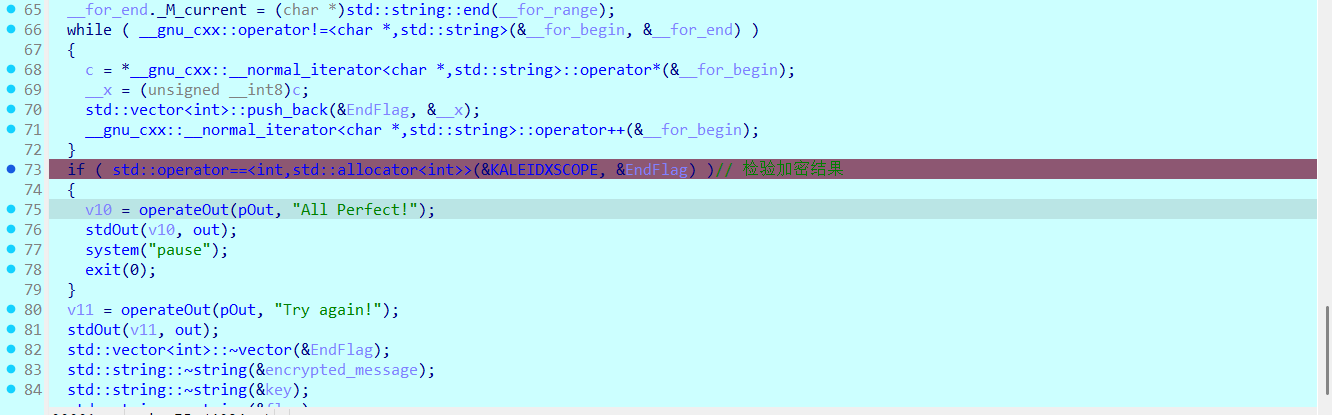 65 __for_end._M_current = (char *)std::string::end(__for_range);
66 while ( __gnu_cxx::operator!=<char *,std::string>(&__for_begin, &__for_end) )
67 {
68 c = *__gnu_cxx::__normal_iterator<char *,std::string>::operator*(&__for_begin);
69 __x = (unsigned __int8)c;
70 std::vector<int>::push_back(&EndFlag, &__x);
71 __gnu_cxx::__normal_iterator<char *,std::string>::operator++(&__for_begin);
72 }
73 if ( std::operator==<int,std::allocator<int>>(&KALEIDXSCOPE, &EndFlag) )// 检验加密结果
74 {
75 v10 = operateOut(pOut, "All Perfect!");
76 stdOut(v10, out);
77 system("pause");
78 exit(0);
79 }
80 v11 = operateOut(pOut, "Try again!");
81 stdOut(v11, out);
82 std::vector<int>::~vector(&EndFlag);
83 std::string::~string(&encrypted_message);
84 std::string::~string(&key);